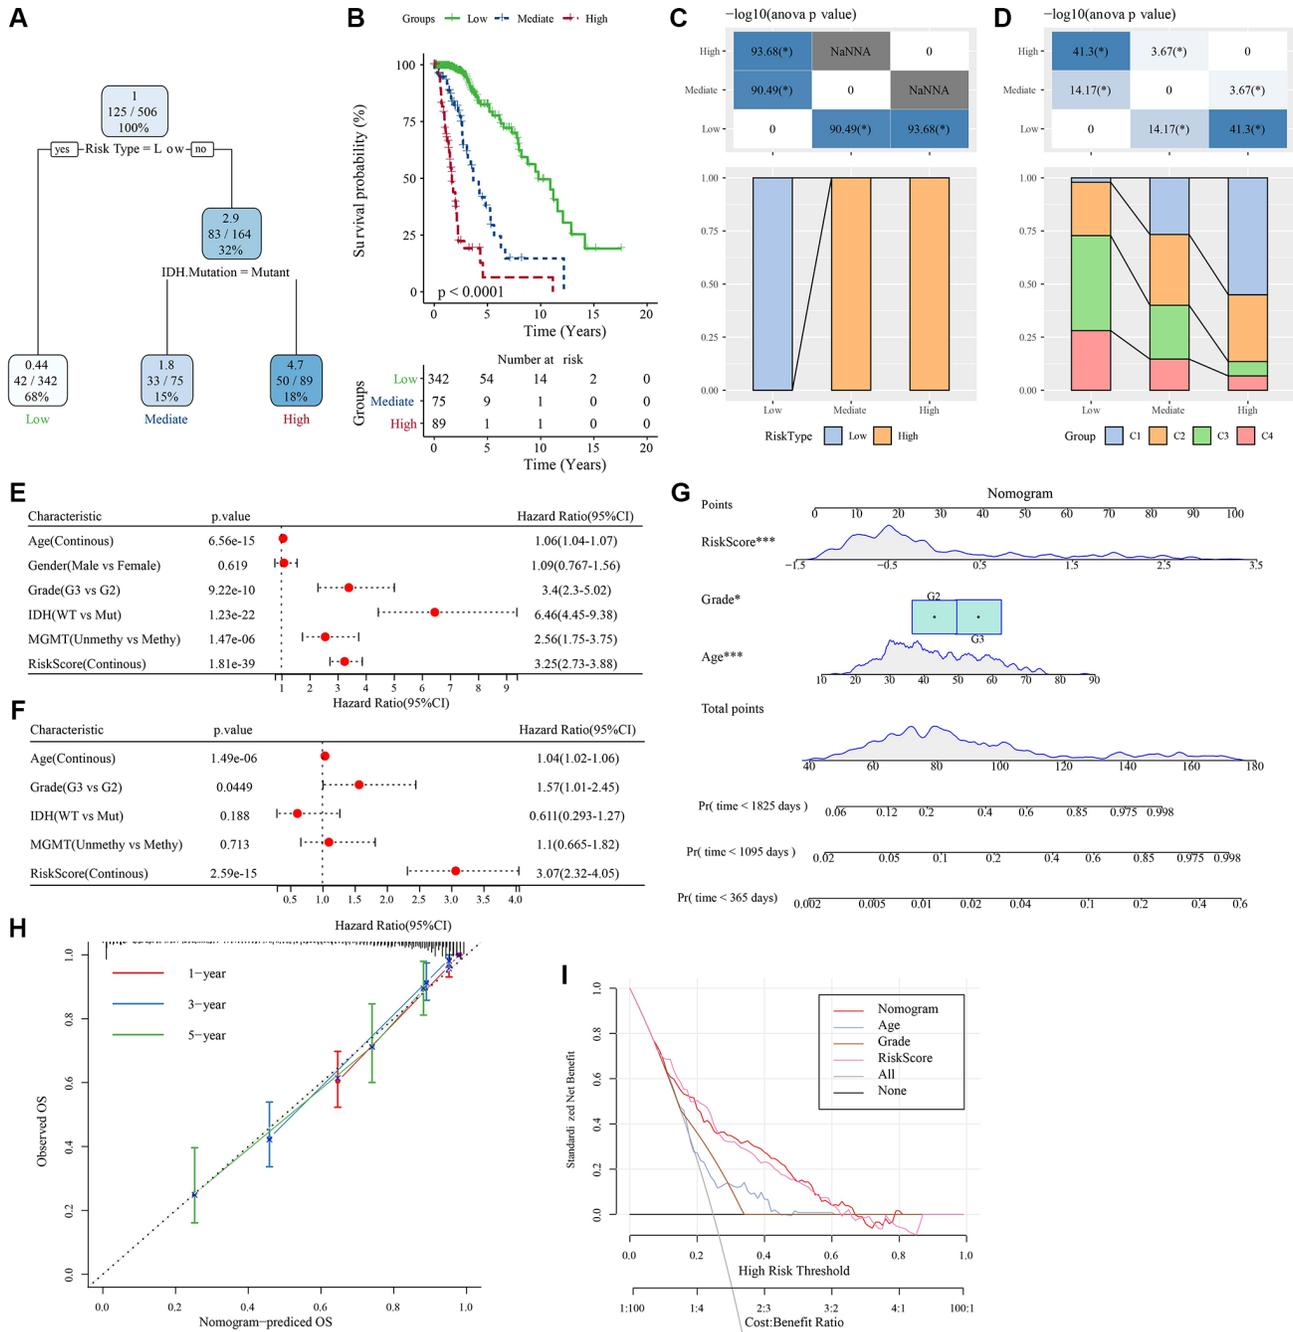 A
1
125 / 506
100%
yes Risk Type = L ow no
2.9
83 / 164
32%
IDH.Mutation = Mutant
0.44
42 / 342
68%
1.8
33 / 75
15%
4.7
50 / 89
18%
Low Mediate High
B
Groups Low Mediate High
Survival probability (%)
100
75
50
25
0
p < 0.0001
0 5 10 15 20
Time (Years)
Number at risk
Groups
Low 342 54 14 2 0
Mediate 75 9 1 0 0
High 89 1 1 0 0
0 5 10 15 20
Time (Years)
C
−log10(anova p value)
High 93.68(*) NaNNA 0
Mediate 90.49(*) 0 NaNNA
Low 0 90.49(*) 93.68(*)
1.00
0.75
0.50
0.25
0.00
Low Mediate High
RiskType Low High
D
−log10(anova p value)
High 41.3(*) 3.67(*) 0
Mediate 14.17(*) 0 3.67(*)
Low 0 14.17(*) 41.3(*)
1.00
0.75
0.50
0.25
0.00
Low Mediate High
Group C1 C2 C3 C4
E
Characteristic p.value Hazard Ratio(95%CI)
Age(Continous) 6.56e-15 1.06(1.04-1.07)
Gender(Male vs Female) 0.619 1.09(0.767-1.56)
Grade(G3 vs G2) 9.22e-10 3.4(2.3-5.02)
IDH(WT vs Mut) 1.23e-22 6.46(4.45-9.38)
MGMT(Unmethy vs Methy) 1.47e-06 2.56(1.75-3.75)
RiskScore(Continous) 1.81e-39 3.25(2.73-3.88)
1 2 3 4 5 6 7 8 9
Hazard Ratio(95%CI)
F
Characteristic p.value Hazard Ratio(95%CI)
Age(Continous) 1.49e-06 1.04(1.02-1.06)
Grade(G3 vs G2) 0.0449 1.57(1.01-2.45)
IDH(WT vs Mut) 0.188 0.611(0.293-1.27)
MGMT(Unmethy vs Methy) 0.713 1.1(0.665-1.82)
RiskScore(Continous) 2.59e-15 3.07(2.32-4.05)
0.5 1.0 1.5 2.0 2.5 3.0 3.5 4.0
Hazard Ratio(95%CI)
G
Nomogram
Points 0 10 20 30 40 50 60 70 80 90 100
RiskScore***
−1.5 −0.5 0.5 1.5 2.5 3.5
Grade*
G2
G3
Age***
10 20 30 40 50 60 70 80 90
Total points
40 60 80 100 120 140 160 180
Pr( time < 1825 days ) 0.06 0.12 0.2 0.4 0.6 0.85 0.975 0.998
Pr( time < 1095 days ) 0.02 0.05 0.1 0.2 0.4 0.6 0.85 0.975 0.998
Pr( time < 365 days) 0.002 0.005 0.01 0.02 0.04 0.1 0.2 0.4 0.6
H
Observed OS
1.0
0.8
0.6
0.4
0.2
0.0
1−year
3−year
5−year
0.0 0.2 0.4 0.6 0.8 1.0
Nomogram−prediced OS
I
Standardi zed Net Benefit
1.0
0.8
0.6
0.4
0.2
0.0
Nomogram
Age
Grade
RiskScore
All
None
0.0 0.2 0.4 0.6 0.8 1.0
High Risk Threshold
1:100 1:4 2:3 3:2 4:1 100:1
Cost:Benefit Ratio